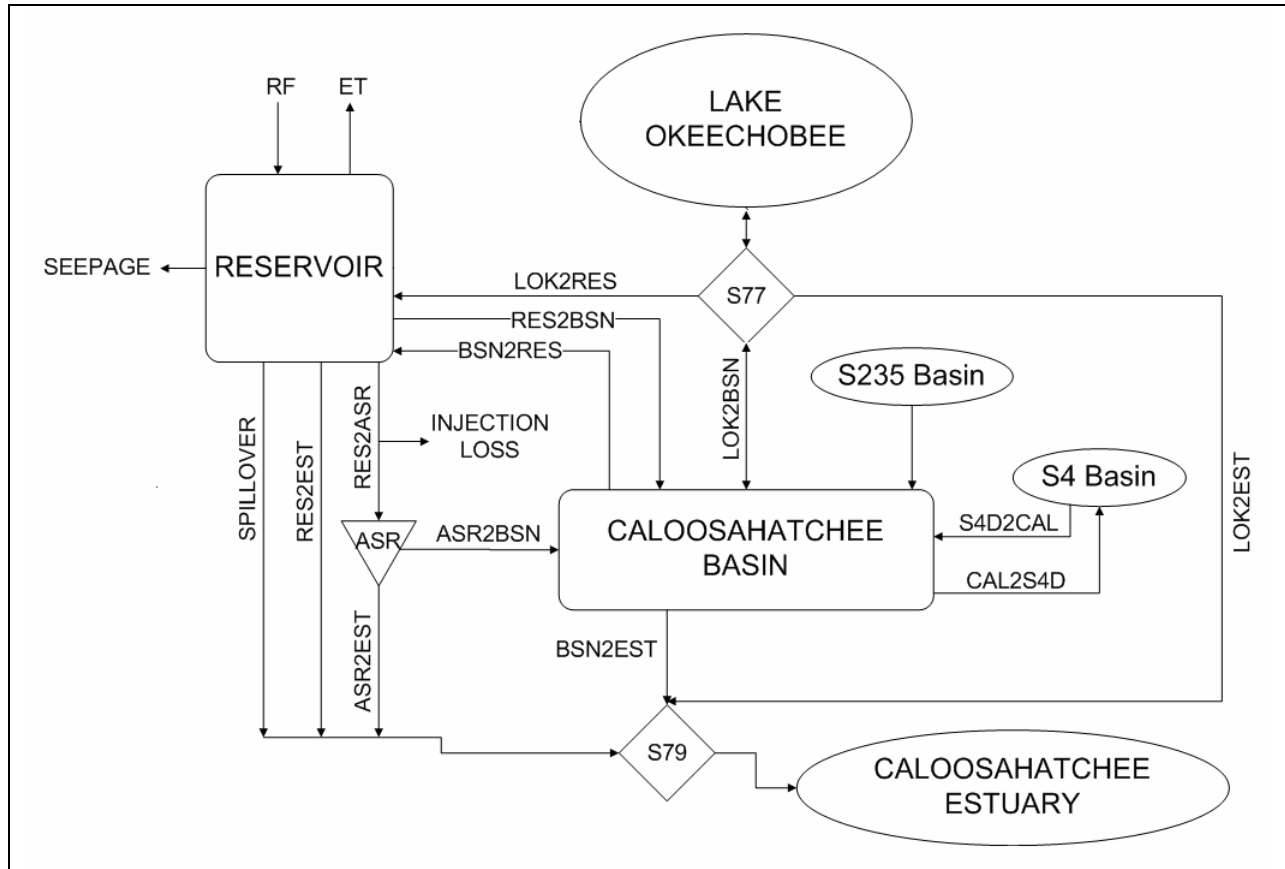 RF
ET
LAKE
OKEECHOBEE
RESERVOIR
SEEPAGE
LOK2RES
S77
RES2BSN
BSN2RES
S235 Basin
LOK2BSN
INJECTION
LOSS
RES2ASR
SPILLOVER
RES2EST
S4 Basin
LOK2EST
ASR
ASR2BSN
CALOOSAHATCHEE
BASIN
S4D2CAL
CAL2S4D
ASR2EST
BSN2EST
S79
CALOOSAHATCHEE
ESTUARY